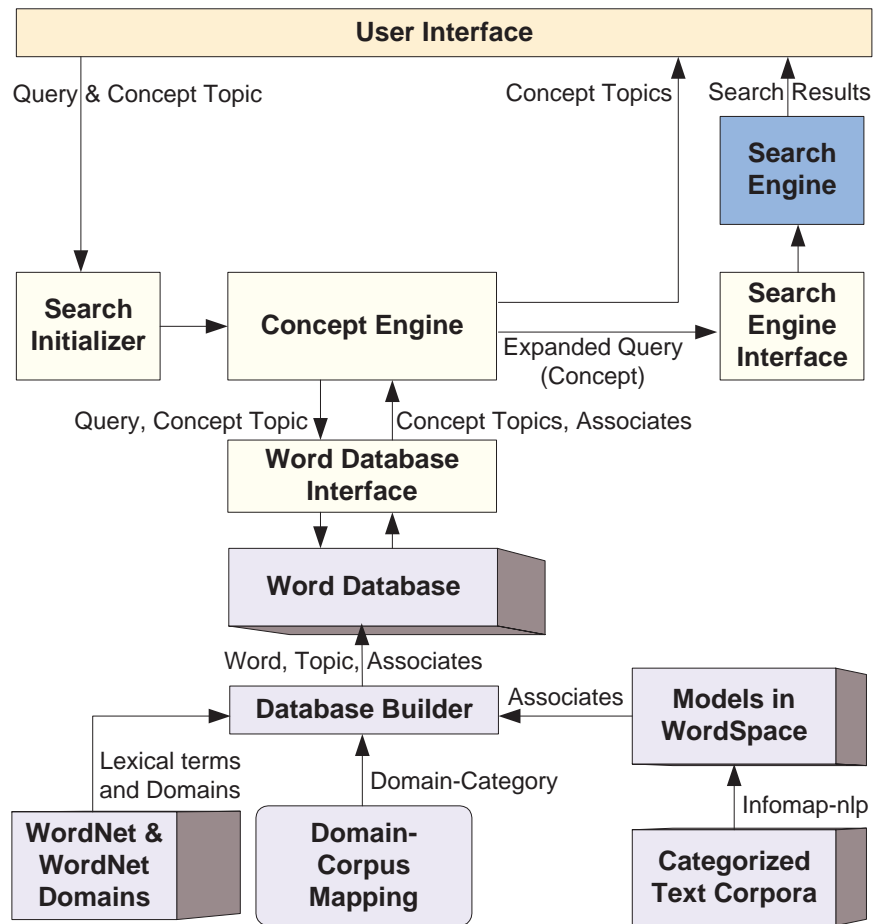 User Interface
Query & Concept Topic
Concept Topics
Search Results
Search
Engine
Search
Initializer
Concept Engine
Search
Engine
Interface
Expanded Query
(Concept)
Query, Concept Topic
Concept Topics, Associates
Word Database
Interface
Word Database
Word, Topic, Associates
Database Builder
Associates
Models in
WordSpace
Lexical terms
and Domains
Domain-Category
Infomap-nlp
WordNet &
WordNet
Domains
Domain-
Corpus
Mapping
Categorized
Text Corpora